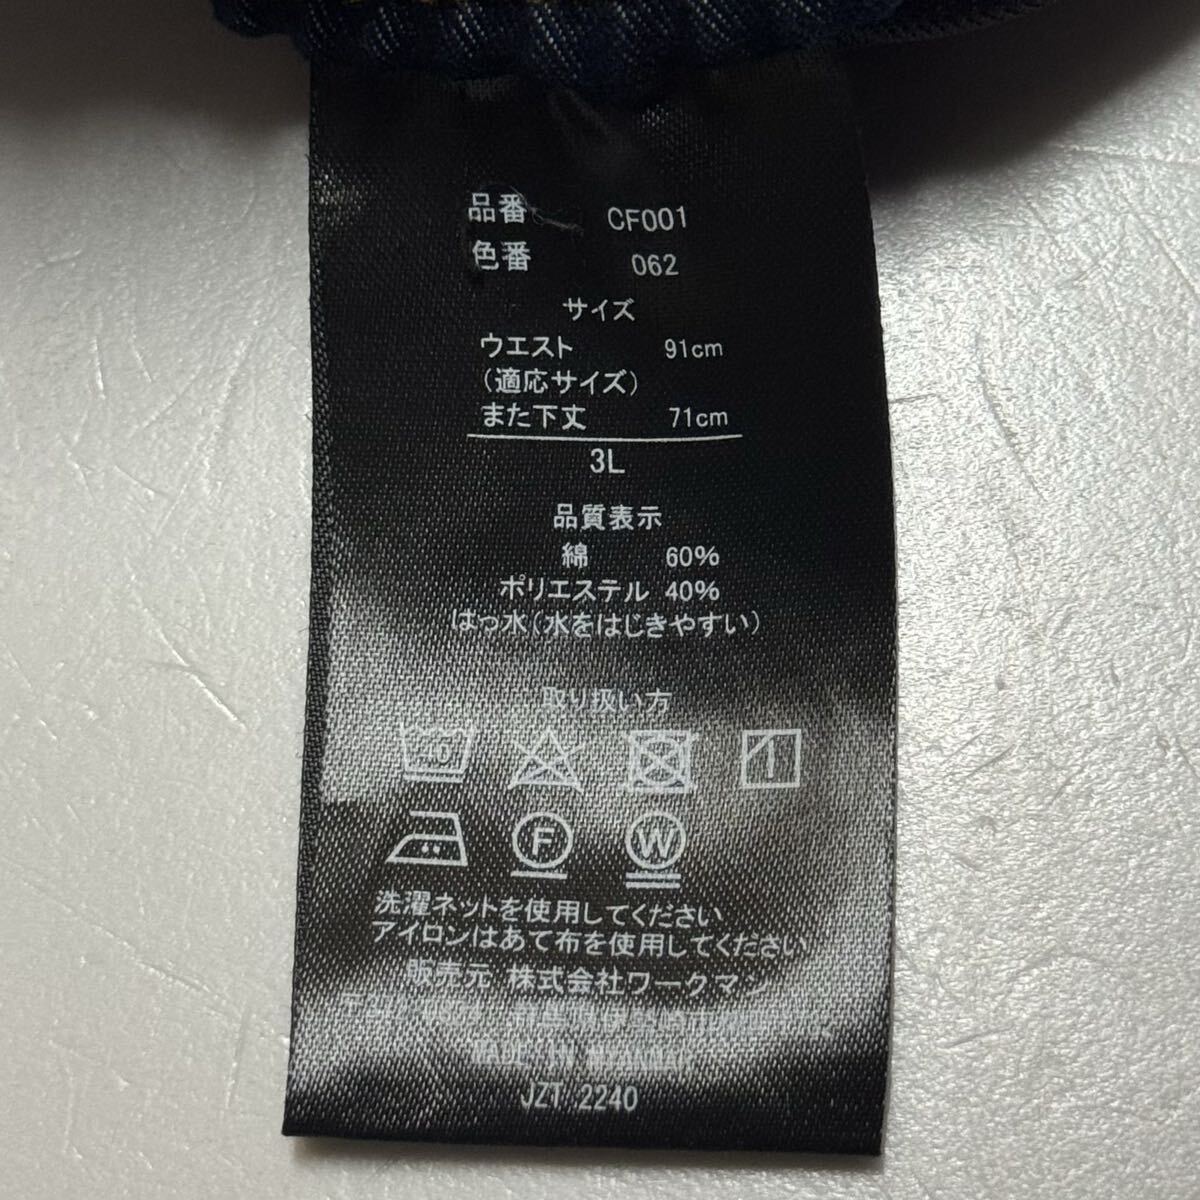 品番 CF001
色番 062
サイズ
ウエスト 91cm
(適応サイズ)
また下丈 71cm
3L
品質表示
綿 60%
ポリエステル 40%
はっ水(水をはじきやすい)
取り扱い方
40
F W
洗濯ネットを使用してください
アイロンはあて布を使用してください
販売元 株式会社ワークマン
MADE IN MYANMAR
JZT 2240